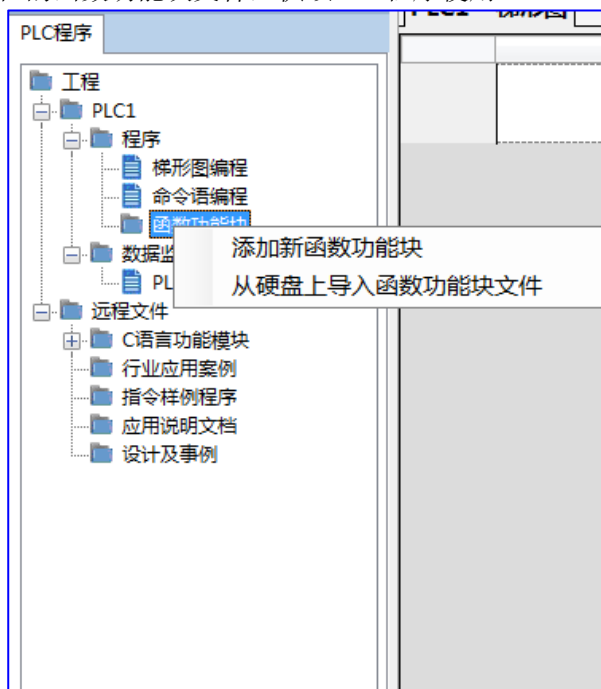 PLC程序
工程
PLC1
程序
梯形图编程
命令语编程
函数功能块
添加新函数功能块
数据监
从硬盘上导入函数功能块文件
PL
远程文件
C语言功能模块
行业应用案例
指令样例程序
应用说明文档
设计及事例